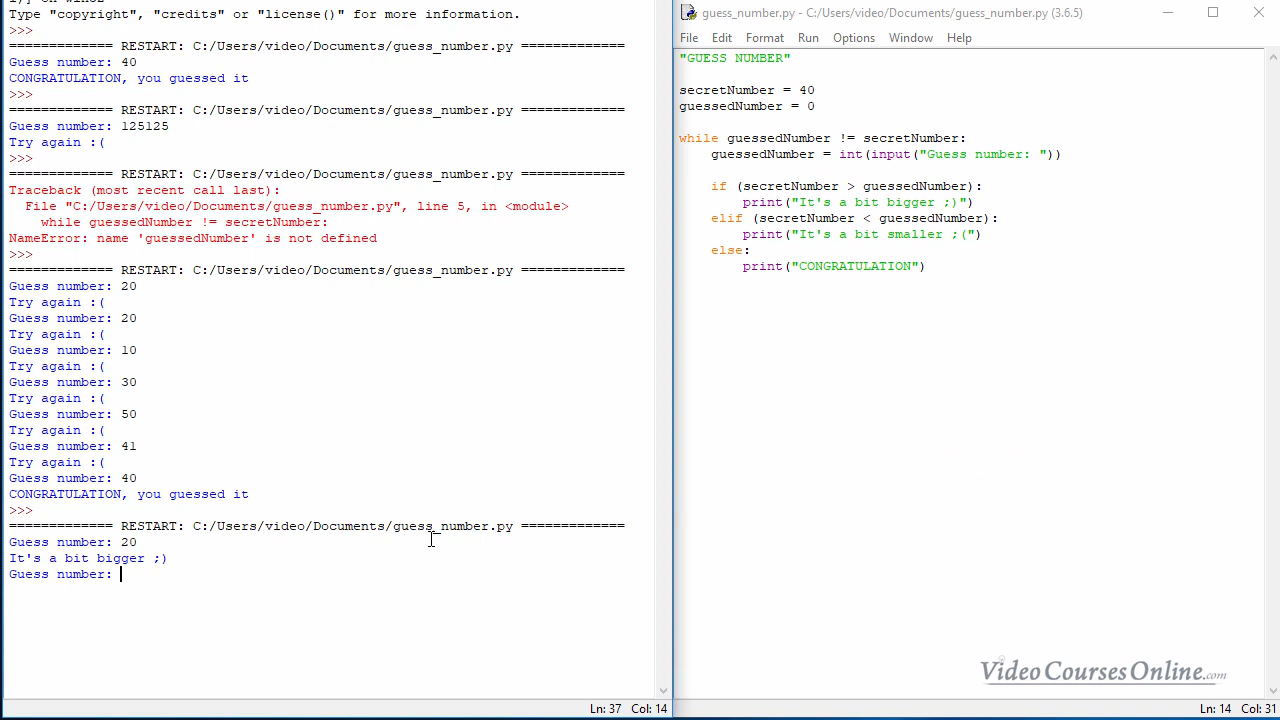 Type "copyright", "credits" or "license()" for more information.
>>>
============= RESTART: C:/Users/video/Documents/guess_number.py =============
Guess number: 40
CONGRATULATION, you guessed it
>>>
============= RESTART: C:/Users/video/Documents/guess_number.py =============
Guess number: 125125
Try again :(
>>>
============= RESTART: C:/Users/video/Documents/guess_number.py =============
Traceback (most recent call last):
  File "C:/Users/video/Documents/guess_number.py", line 5, in <module>
    while guessedNumber != secretNumber:
NameError: name 'guessedNumber' is not defined
>>>
============= RESTART: C:/Users/video/Documents/guess_number.py =============
Guess number: 20
Try again :(
Guess number: 20
Try again :(
Guess number: 10
Try again :(
Guess number: 30
Try again :(
Guess number: 50
Try again :(
Guess number: 41
Try again :(
Guess number: 40
CONGRATULATION, you guessed it
>>>
============= RESTART: C:/Users/video/Documents/guess_number.py =============
Guess number: 20
It's a bit bigger ;)
Guess number:
Ln: 37 Col: 14
guess_number.py - C:/Users/video/Documents/guess_number.py (3.6.5)
File Edit Format Run Options Window Help
"GUESS NUMBER"
secretNumber = 40
guessedNumber = 0
while guessedNumber != secretNumber:
    guessedNumber = int(input("Guess number: "))
    if (secretNumber > guessedNumber):
        print("It's a bit bigger ;)")
    elif (secretNumber < guessedNumber):
        print("It's a bit smaller ;(")
    else:
        print("CONGRATULATION")
VideoCoursesOnline.com
Ln: 14 Col: 31